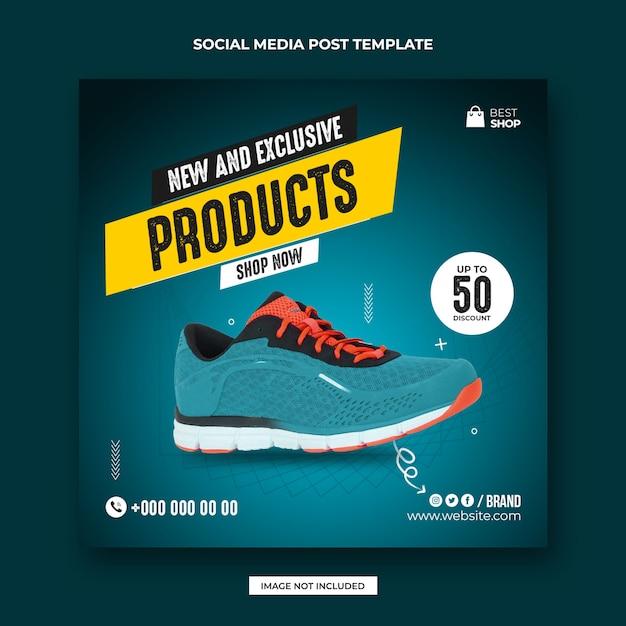 SOCIAL MEDIA POST TEMPLATE
BEST
SHOP
NEW AND EXCLUSIVE
PRODUCTS
SHOP NOW
UP TO
50
DISCOUNT
+000 000 00 00
/ BRAND
www.website.com
IMAGE NOT INCLUDED